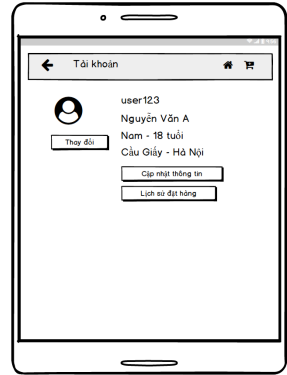 Tài khoản
user123
Nguyễn Văn A
Nam - 18 tuổi
Cầu Giấy - Hà Nội
Thay đổi
Cập nhật thông tin
Lịch sử đặt hàng